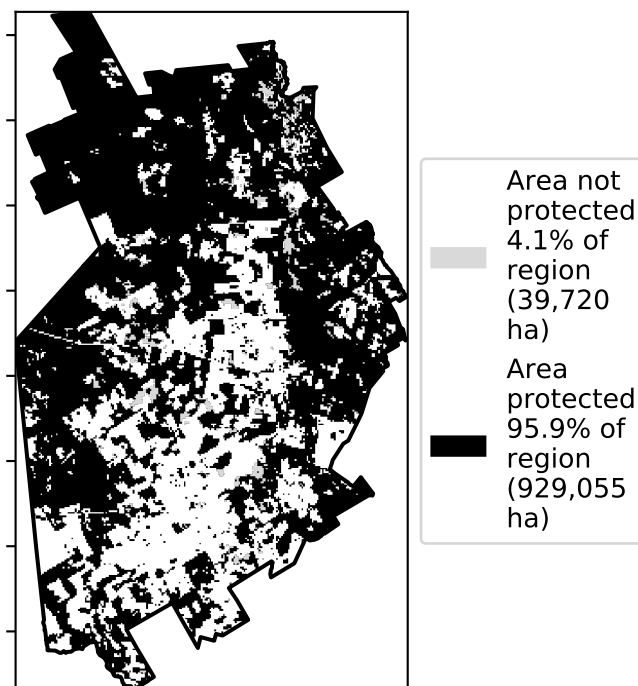 Area not
protected
4.1% of
region
(39,720
ha)
Area
protected
95.9% of
region
(929,055
ha)